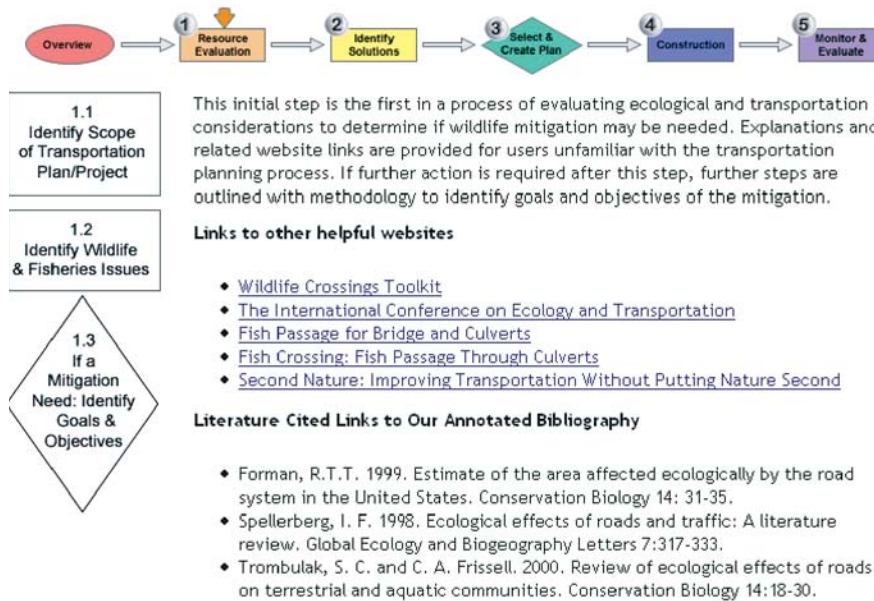 Overview
1
Resource
Evaluation
2
Identify
Solutions
3
Select &
Create Plan
4
Construction
5
Monitor &
Evaluate
1.1
Identify Scope
of Transportation
Plan/Project
1.2
Identify Wildlife
& Fisheries Issues
1.3
If a
Mitigation
Need: Identify
Goals &
Objectives
This initial step is the first in a process of evaluating ecological and transportation
considerations to determine if wildlife mitigation may be needed. Explanations and
related website links are provided for users unfamiliar with the transportation
planning process. If further action is required after this step, further steps are
outlined with methodology to identify goals and objectives of the mitigation.
Links to other helpful websites
◆ Wildlife Crossings Toolkit
◆ The International Conference on Ecology and Transportation
◆ Fish Passage for Bridge and Culverts
◆ Fish Crossing: Fish Passage Through Culverts
◆ Second Nature: Improving Transportation Without Putting Nature Second
Literature Cited Links to Our Annotated Bibliography
◆ Forman, R.T.T. 1999. Estimate of the area affected ecologically by the road
system in the United States. Conservation Biology 14: 31-35.
◆ Spellerberg, I. F. 1998. Ecological effects of roads and traffic: A literature
review. Global Ecology and Biogeography Letters 7:317-333.
◆ Trombulak, S. C. and C. A. Frissell. 2000. Review of ecological effects of roads
on terrestrial and aquatic communities. Conservation Biology 14:18-30.